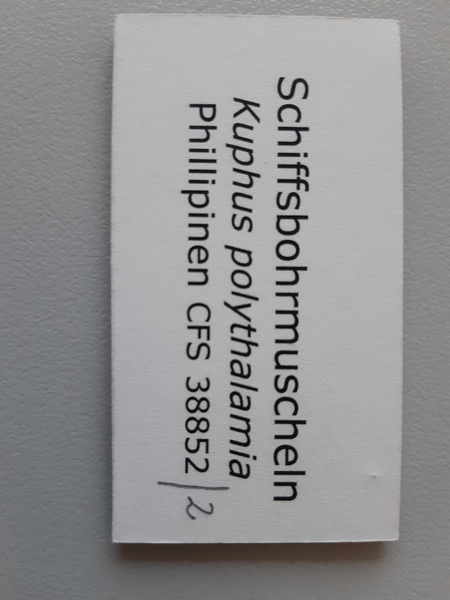 Schiffsbohrmuscheln
Kuphus polythalamia
Phillipinen CFS 38852/2